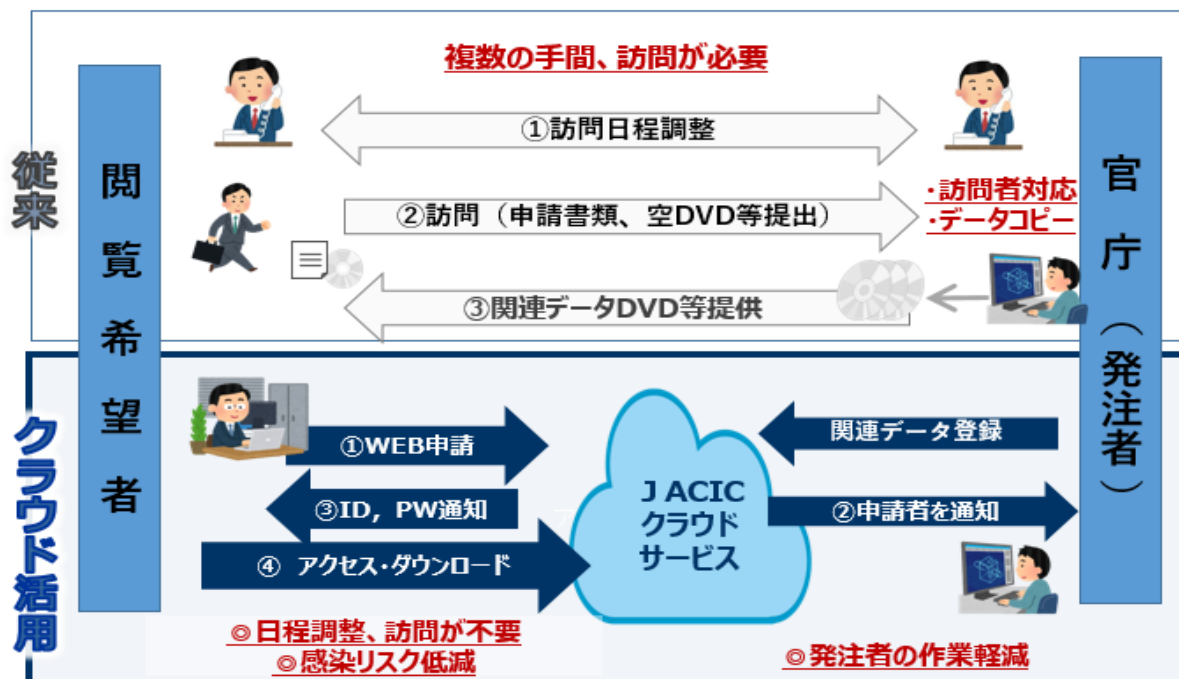 複数の手間、訪問が必要
従来
閲覧希望者
官庁（発注者）
①訪問日程調整
②訪問（申請書類、空DVD等提出）
・訪問者対応
・データコピー
③関連データDVD等提供
クラウド活用
①WEB申請
関連データ登録
③ID，PW通知
J ACIC
クラウド
サービス
②申請者を通知
④ アクセス・ダウンロード
◎日程調整、訪問が不要
◎感染リスク低減
◎発注者の作業軽減